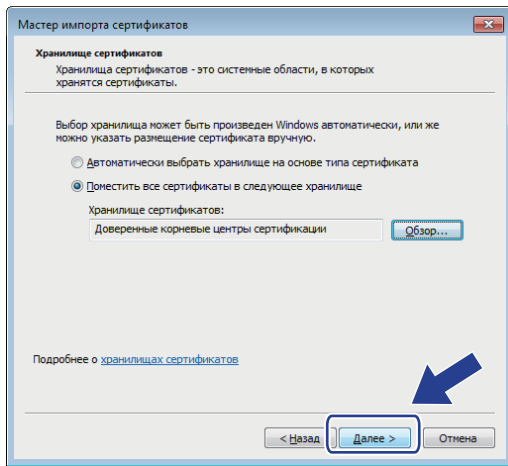 Мастер импорта сертификатов
Хранилище сертификатов
Хранилища сертификатов - это системные области, в которых
хранятся сертификаты.
Выбор хранилища может быть произведен Windows автоматически, или же
можно указать размещение сертификата вручную.
Автоматически выбрать хранилище на основе типа сертификата
Поместить все сертификаты в следующее хранилище
Хранилище сертификатов:
Доверенные корневые центры сертификации
Обзор...
Подробнее о хранилищах сертификатов
< Назад
Далее >
Отмена